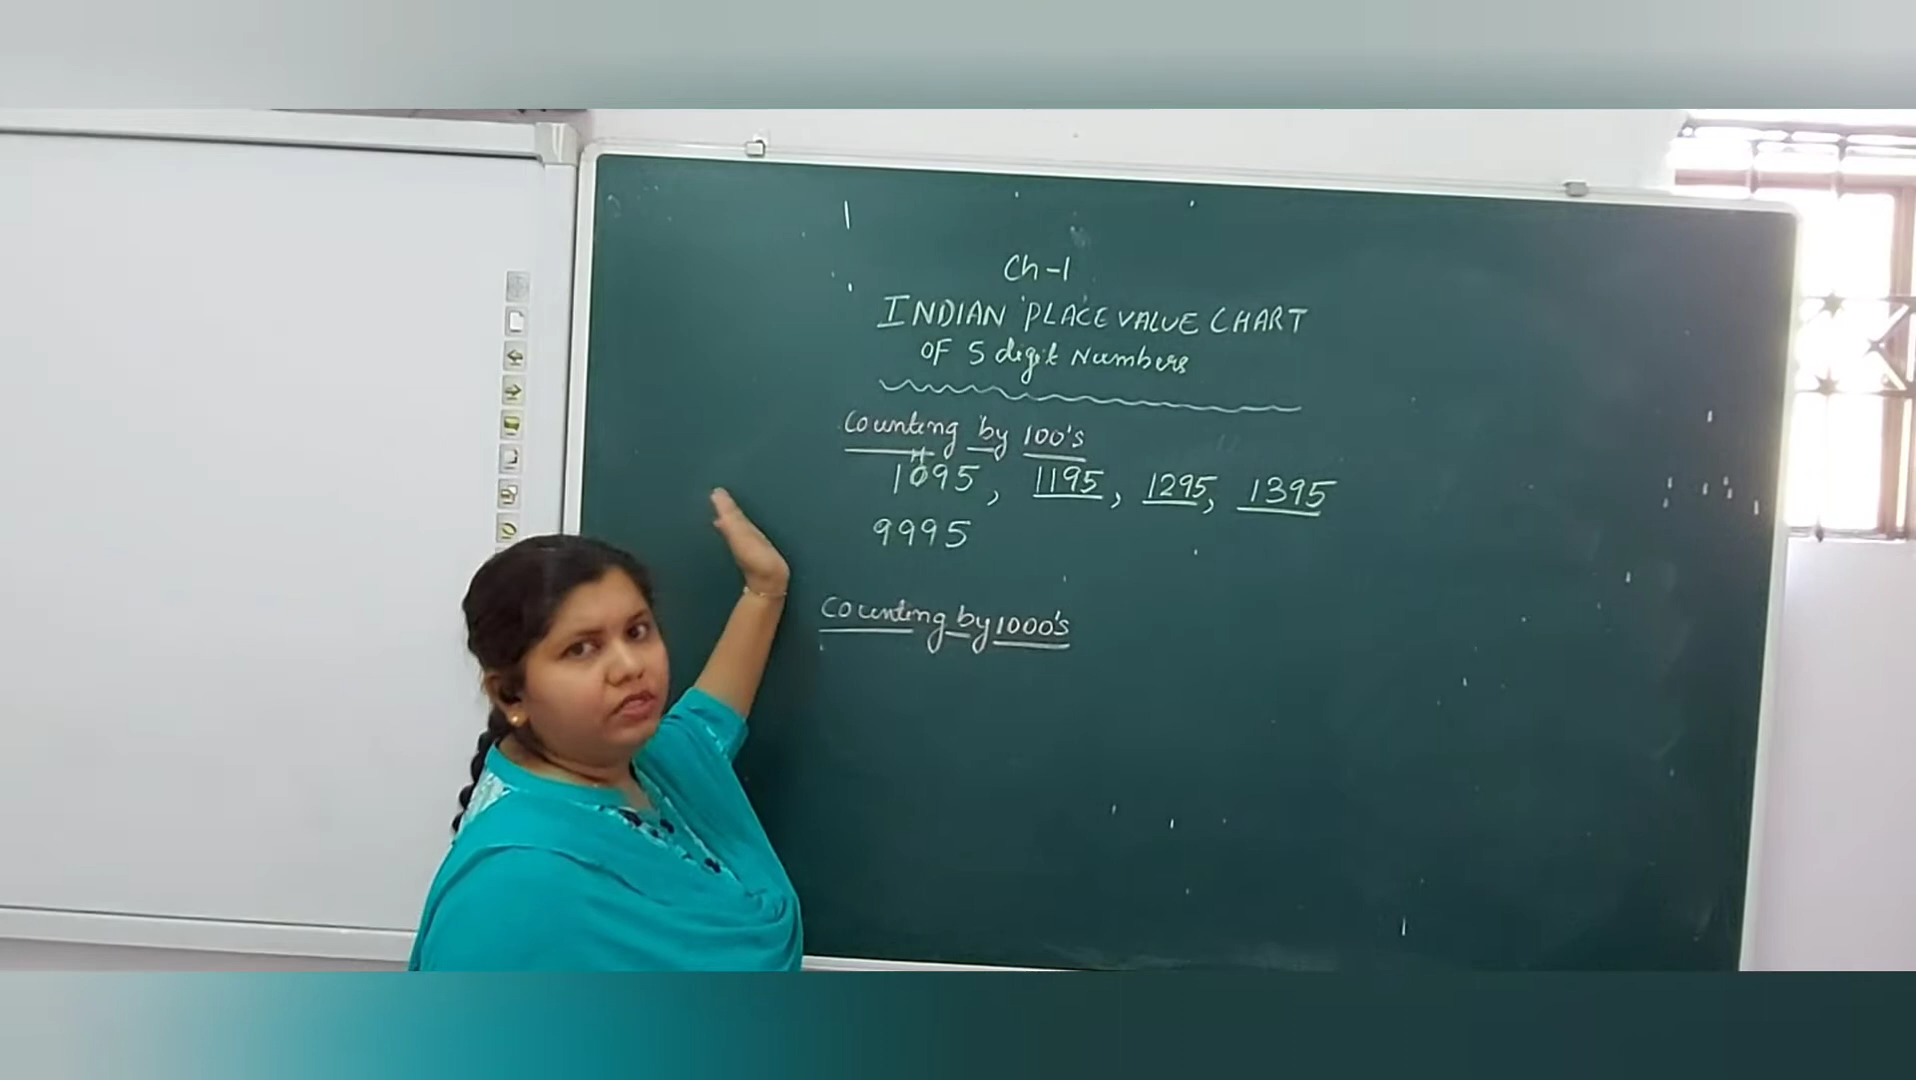 Ch-1
INDIAN PLACE VALUE CHART
OF 5 digit Numbers
Counting by 100's
H
1095, 1195, 1295, 1395
9995
Counting by 1000's